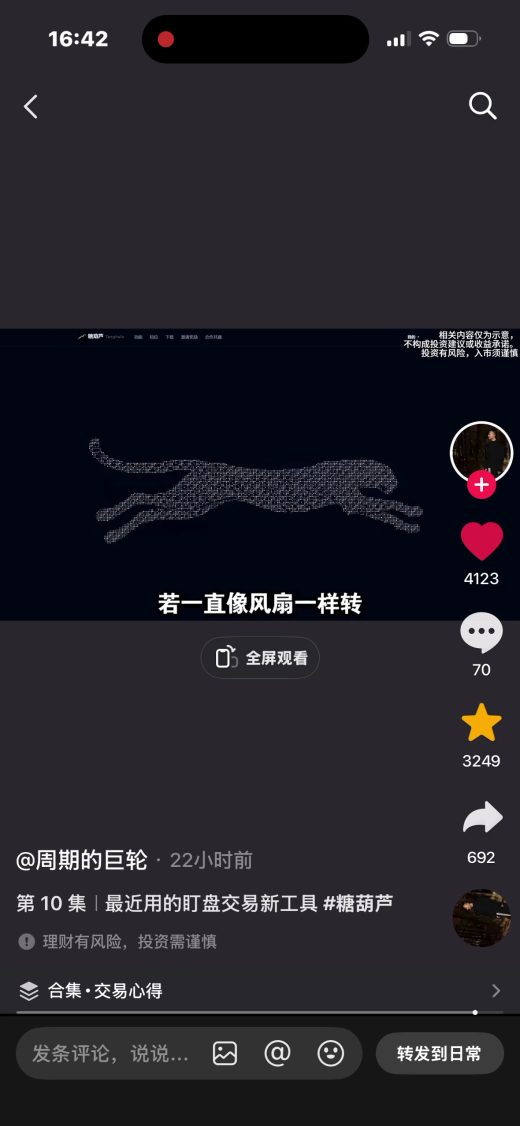 16:42
糖葫芦
相关内容仅为示意，
不构成投资建议或收益承诺。
投资有风险，入市须谨慎
若一直像风扇一样转
全屏观看
4123
70
3249
692
@周期的巨轮 · 22小时前
第 10 集 | 最近用的盯盘交易新工具 #糖葫芦
理财有风险，投资需谨慎
合集·交易心得
发条评论，说说...
转发到日常